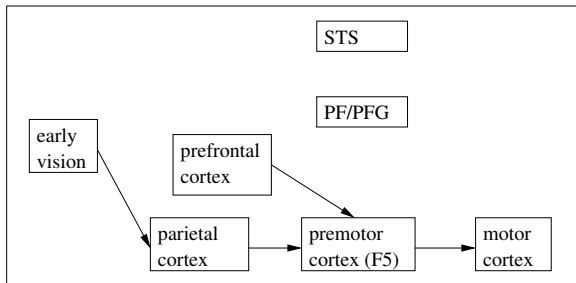 STS
PF/PFG
early
vision
prefrontal
cortex
parietal
cortex
premotor
cortex (F5)
motor
cortex